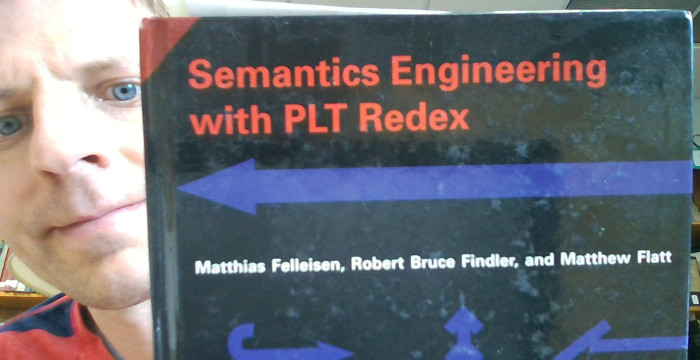 Semantics Engineering
with PLT Redex
Matthias Felleisen, Robert Bruce Findler, and Matthew Flatt